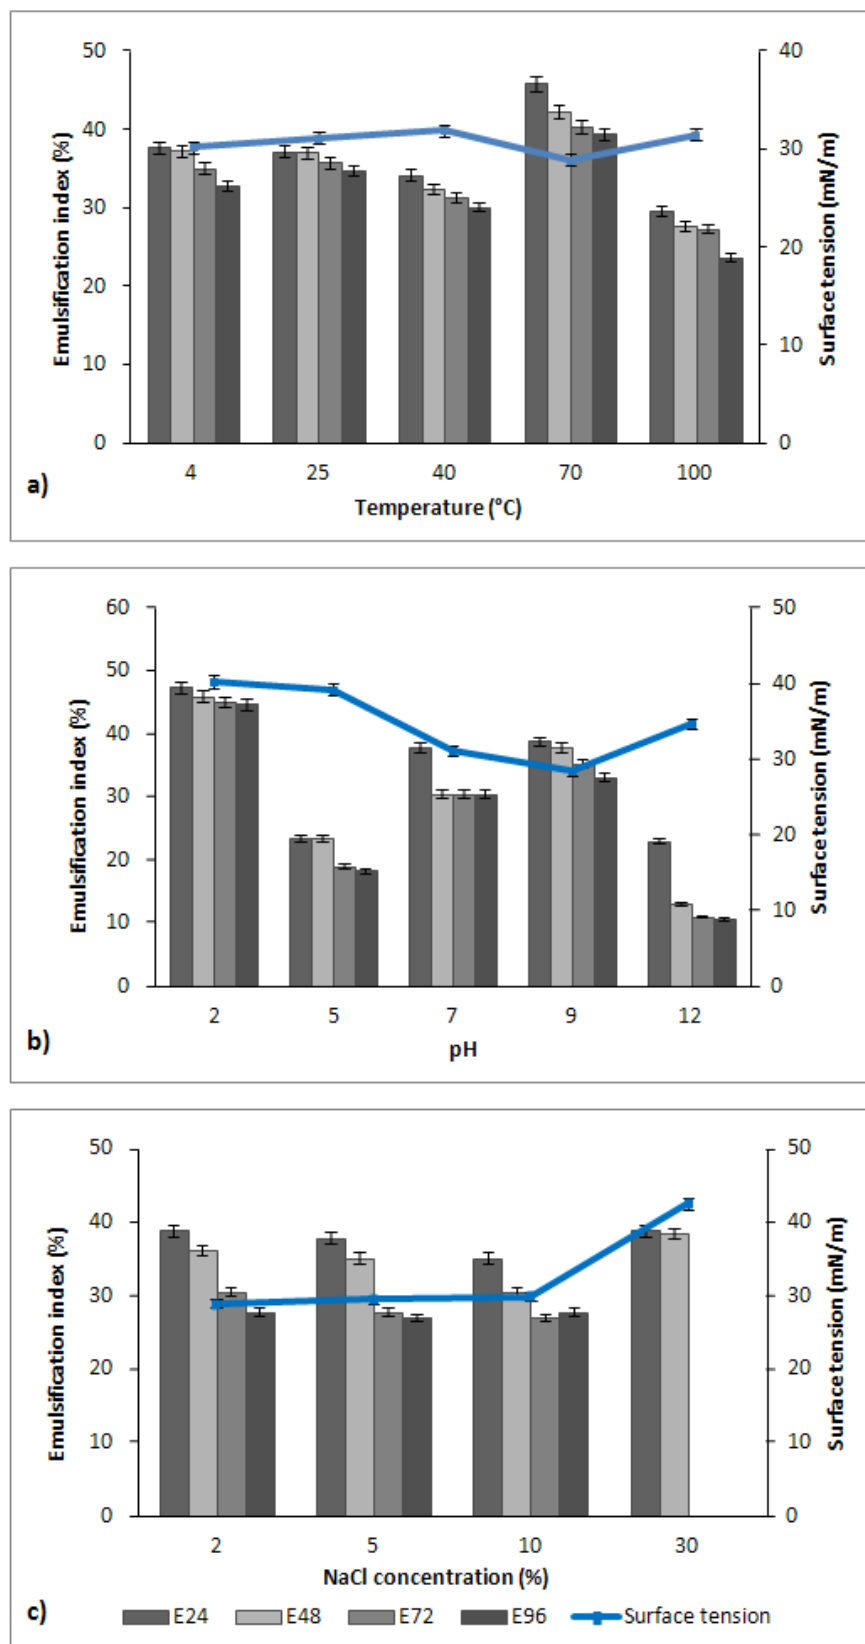 50
40
30
20
10
0
Emulsification index (%)
40
30
20
10
0
Surface tension (mN/m)
4 25 40 70 100
Temperature (°C)
a)
60
50
40
30
20
10
0
Emulsification index (%)
50
40
30
20
10
0
Surface tension (mN/m)
2 5 7 9 12
pH
b)
50
40
30
20
10
0
Emulsification index (%)
50
40
30
20
10
0
Surface tension (mN/m)
2 5 10 30
NaCl concentration (%)
c)
E24 E48 E72 E96 Surface tension